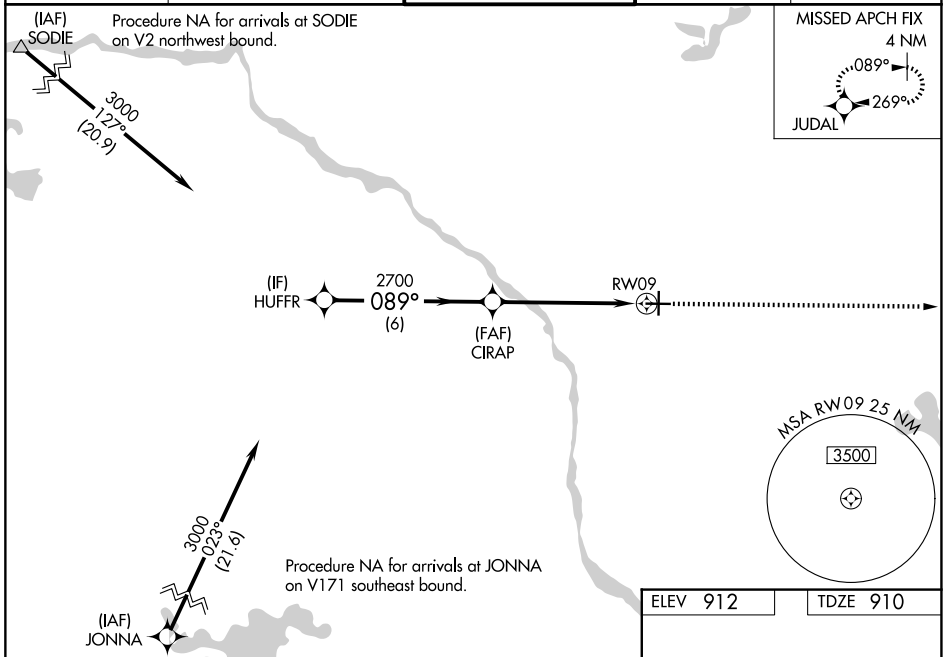 (IAF)
SODIE
Procedure NA for arrivals at SODIE
on V2 northwest bound.
MISSED APCH FIX
4 NM
089°
269°
JUDAL
3000
127°
(20.9)
(IF)
HUFFR
2700
089°
(6)
(FAF)
CIRAP
RW09
MSA RW09 25 NM
3500
3000
023°
(21.6)
Procedure NA for arrivals at JONNA
on V171 southeast bound.
(IAF)
JONNA
ELEV 912
TDZE 910